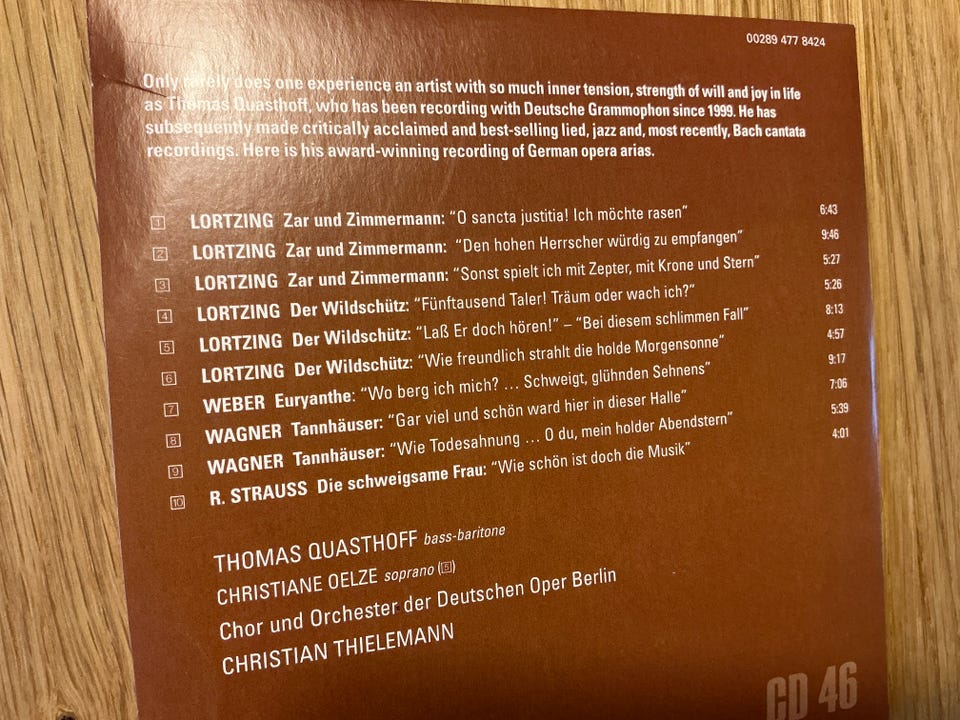 00289 477 8424
Only rarely does one experience an artist with so much inner tension, strength of will and joy in life
as Thomas Quasthoff, who has been recording with Deutsche Grammophon since 1999. He has
subsequently made critically acclaimed and best-selling lied, jazz and, most recently, Bach cantata
recordings. Here is his award-winning recording of German opera arias.
1 LORTZING Zar und Zimmermann: “O sancta justitia! Ich möchte rasen” 6:43
2 LORTZING Zar und Zimmermann: “Den hohen Herrscher würdig zu empfangen” 9:46
3 LORTZING Zar und Zimmermann: “Sonst spielt ich mit Zepter, mit Krone und Stern” 5:27
4 LORTZING Der Wildschütz: “Fünftausend Taler! Träum oder wach ich?” 5:26
5 LORTZING Der Wildschütz: “Laß Er doch hören!” – “Bei diesem schlimmen Fall” 8:13
6 LORTZING Der Wildschütz: “Wie freundlich strahlt die holde Morgensonne” 4:57
7 WEBER Euryanthe: “Wo berg ich mich? … Schweigt, glühnden Sehnens” 9:17
8 WAGNER Tannhäuser: “Gar viel und schön ward hier in dieser Halle” 7:06
9 WAGNER Tannhäuser: “Wie Todesahnung … O du, mein holder Abendstern” 5:39
10 R. STRAUSS Die schweigsame Frau: “Wie schön ist doch die Musik” 4:01
THOMAS QUASTHOFF bass-baritone
CHRISTIANE OELZE soprano (5)
Chor und Orchester der Deutschen Oper Berlin
CHRISTIAN THIELEMANN
CD 46